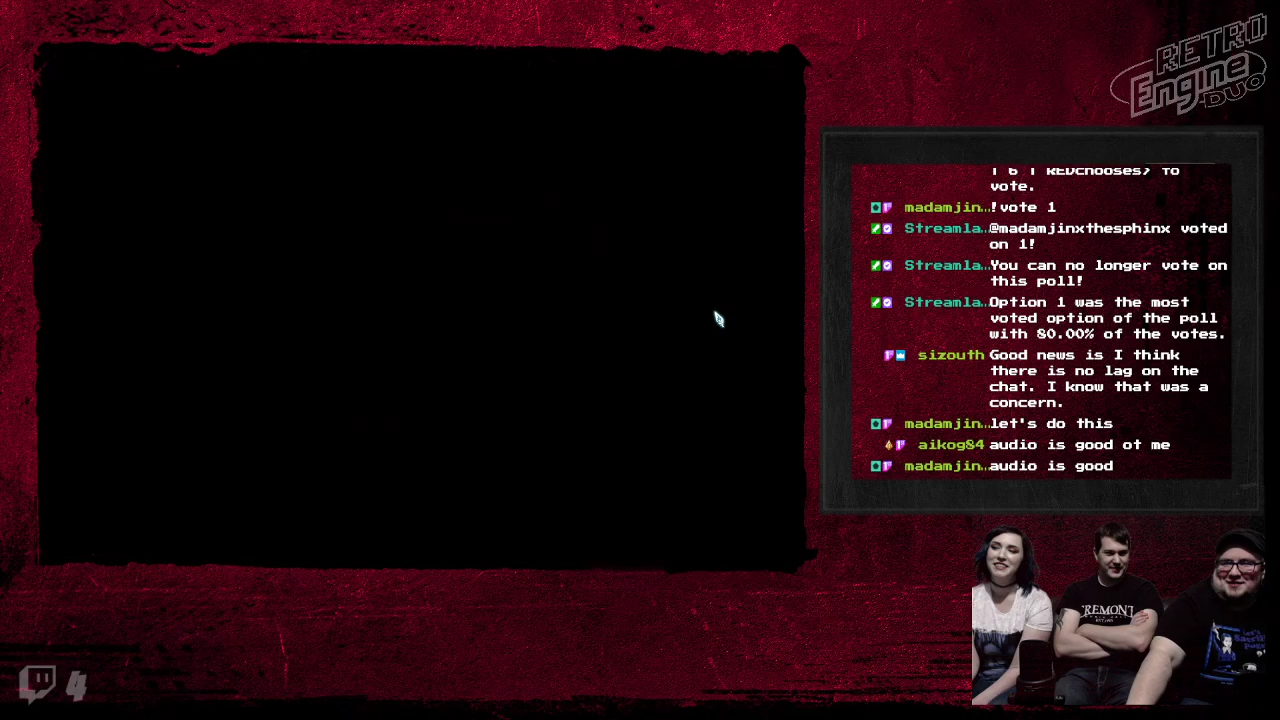 RETRO
Engine
DUO
vote.
madamjin.. !vote 1
Streamla.. @madamjinxthesphinx voted
on 1!
Streamla.. You can no longer vote on
this poll!
Streamla.. Option 1 was the most
voted option of the poll
with 80.00% of the votes.
sizouth Good news is I think
there is no lag on the
chat. I know that was a
concern.
madamjin.. let's do this
aikog84 audio is good of me
madamjin.. audio is good
4